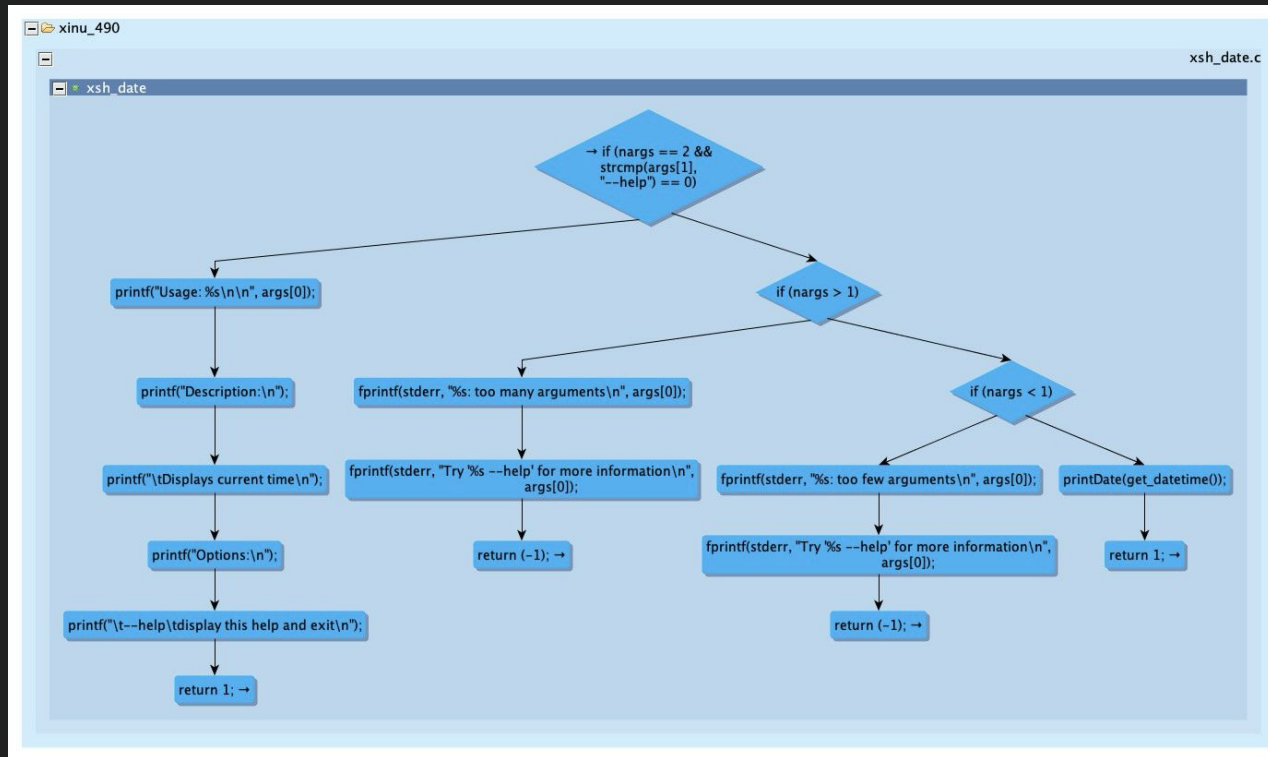 xinu_490
xsh_date.c
xsh_date
→ if (nargs == 2 &&
strcmp(args[1],
"--help") == 0)
printf("Usage: %s\n\n", args[0]);
if (nargs > 1)
printf("Description:\n");
fprintf(stderr, "%s: too many arguments\n", args[0]);
if (nargs < 1)
printf("\tDisplays current time\n");
fprintf(stderr, "Try '%s --help' for more information\n",
args[0]);
fprintf(stderr, "%s: too few arguments\n", args[0]);
printDate(get_datetime());
printf("Options:\n");
return (-1); →
fprintf(stderr, "Try '%s --help' for more information\n",
args[0]);
return 1; →
printf("\t--help\tdisplay this help and exit\n");
return (-1); →
return 1; →